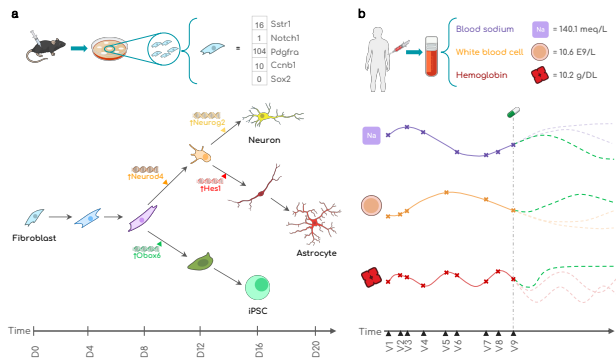 a
16 Sstr1
1 Notch1
= 104 Pdgfra
10 Ccnb1
0 Sox2
↑Neurog2
Neuron
↑Neurod4
↑Hes1
Fibroblast
Astrocyte
↑Obox6
iPSC
Time
D0 D4 D8 D12 D16 D20
b
Blood sodium Na = 140.1 meq/L
White blood cell = 10.6 E9/L
Hemoglobin = 10.2 g/DL
Na
Time
V1 V2 V3 V4 V5 V6 V7 V8 V9